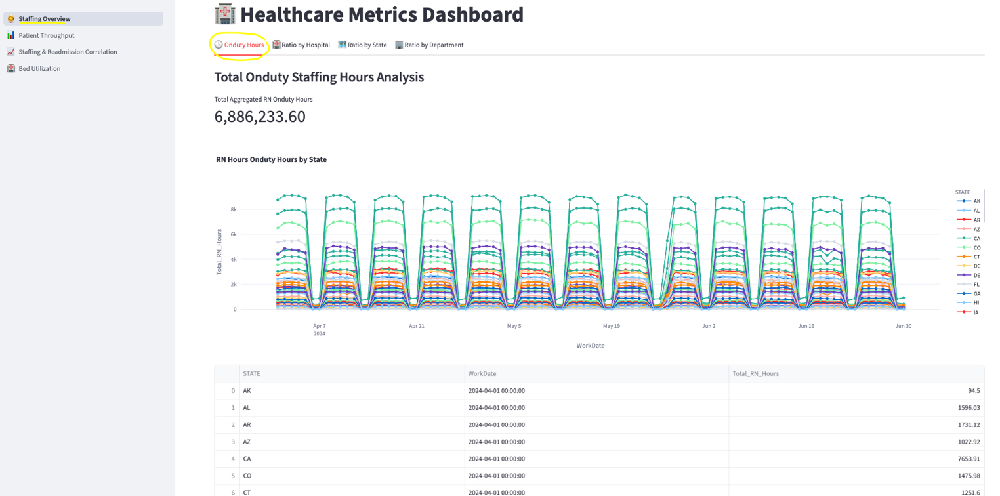 Staffing Overview
Patient Throughput
Staffing & Readmission Correlation
Bed Utilization
Healthcare Metrics Dashboard
Onduty Hours Ratio by Hospital Ratio by State Ratio by Department
Total Onduty Staffing Hours Analysis
Total Aggregated RN Onduty Hours
6,886,233.60
RN Hours Onduty Hours by State
8k
6k
4k
2k
0
Total_RN_Hours
Apr 7 Apr 21 May 5 May 19 Jun 2 Jun 16 Jun 30
2024
WorkDate
STATE
AK
AL
AR
AZ
CA
CO
CT
DC
DE
FL
GA
HI
IA
STATE WorkDate Total_RN_Hours
0 AK 2024-04-01 00:00:00 94.5
1 AL 2024-04-01 00:00:00 1596.03
2 AR 2024-04-01 00:00:00 1731.12
3 AZ 2024-04-01 00:00:00 1022.92
4 CA 2024-04-01 00:00:00 7653.91
5 CO 2024-04-01 00:00:00 1475.98
6 CT 2024-04-01 00:00:00 1251.6